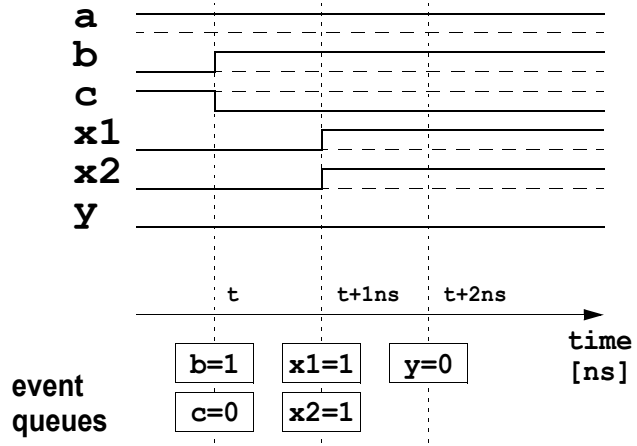 a
b
c
x1
x2
y
t t+1ns t+2ns
time
[ns]
b=1 x1=1 y=0
event
queues
c=0 x2=1